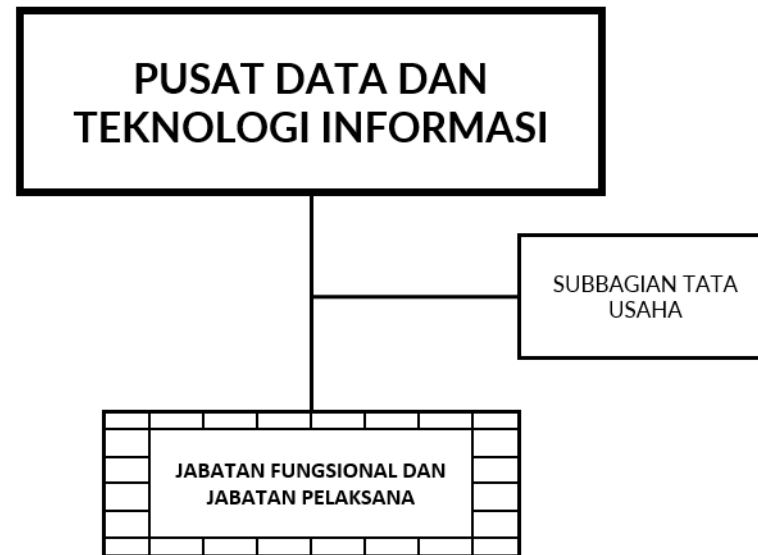 PUSAT DATA DAN
TEKNOLOGI INFORMASI
SUBBAGIAN TATA
USAHA
JABATAN FUNGSIONAL DAN
JABATAN PELAKSANA